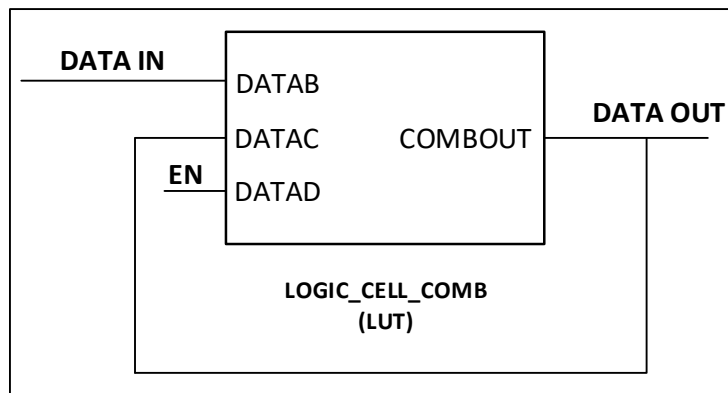 DATA IN
DATAB
DATA OUT
DATAC COMBOUT
EN
DATAD
LOGIC_CELL_COMB
(LUT)